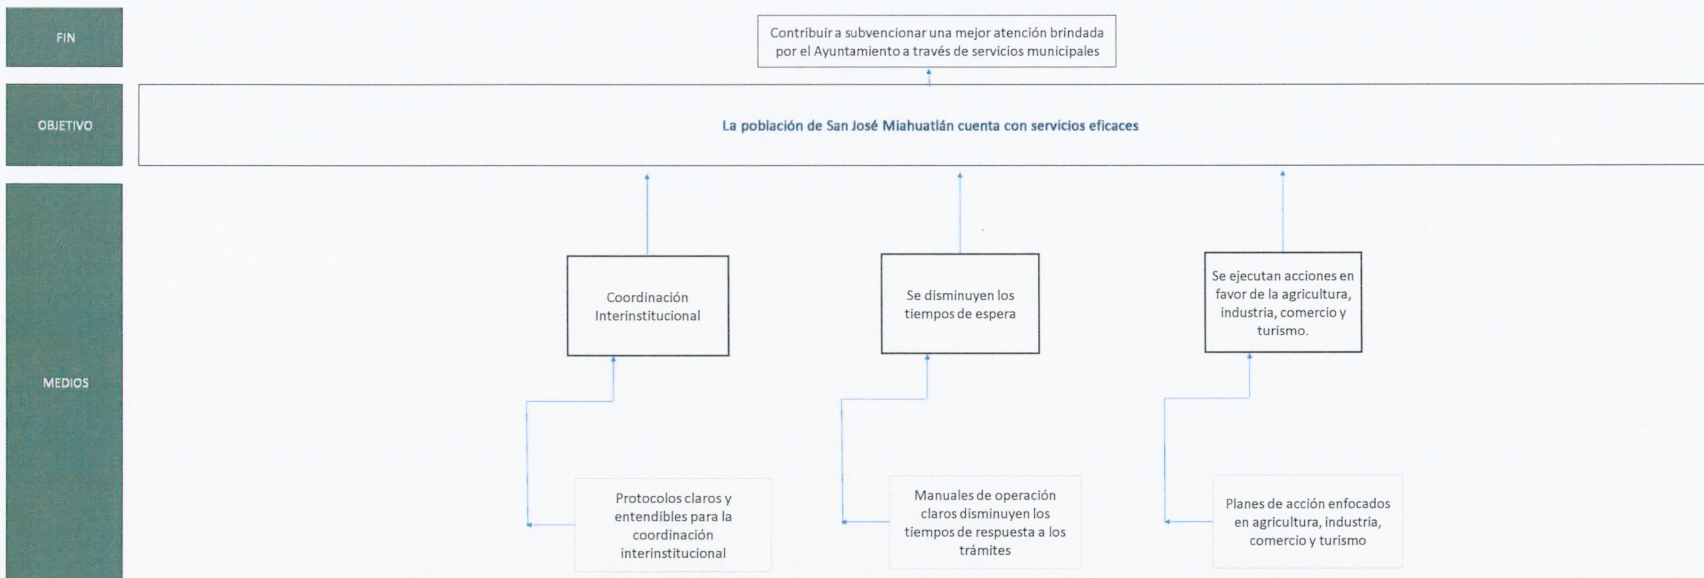 FIN
Contribuir a subvencionar una mejor atención brindada
por el Ayuntamiento a través de servicios municipales
OBJETIVO
La población de San José Miahuatlán cuenta con servicios eficaces
MEDIOS
Coordinación
Interinstitucional
Se disminuyen los
tiempos de espera
Se ejecutan acciones en
favor de la agricultura,
industria, comercio y
turismo.
Protocolos claros y
entendibles para la
coordinación
interinstitucional
Manuales de operación
claros disminuyen los
tiempos de respuesta a los
trámites
Planes de acción enfocados
en agricultura, industria,
comercio y turismo